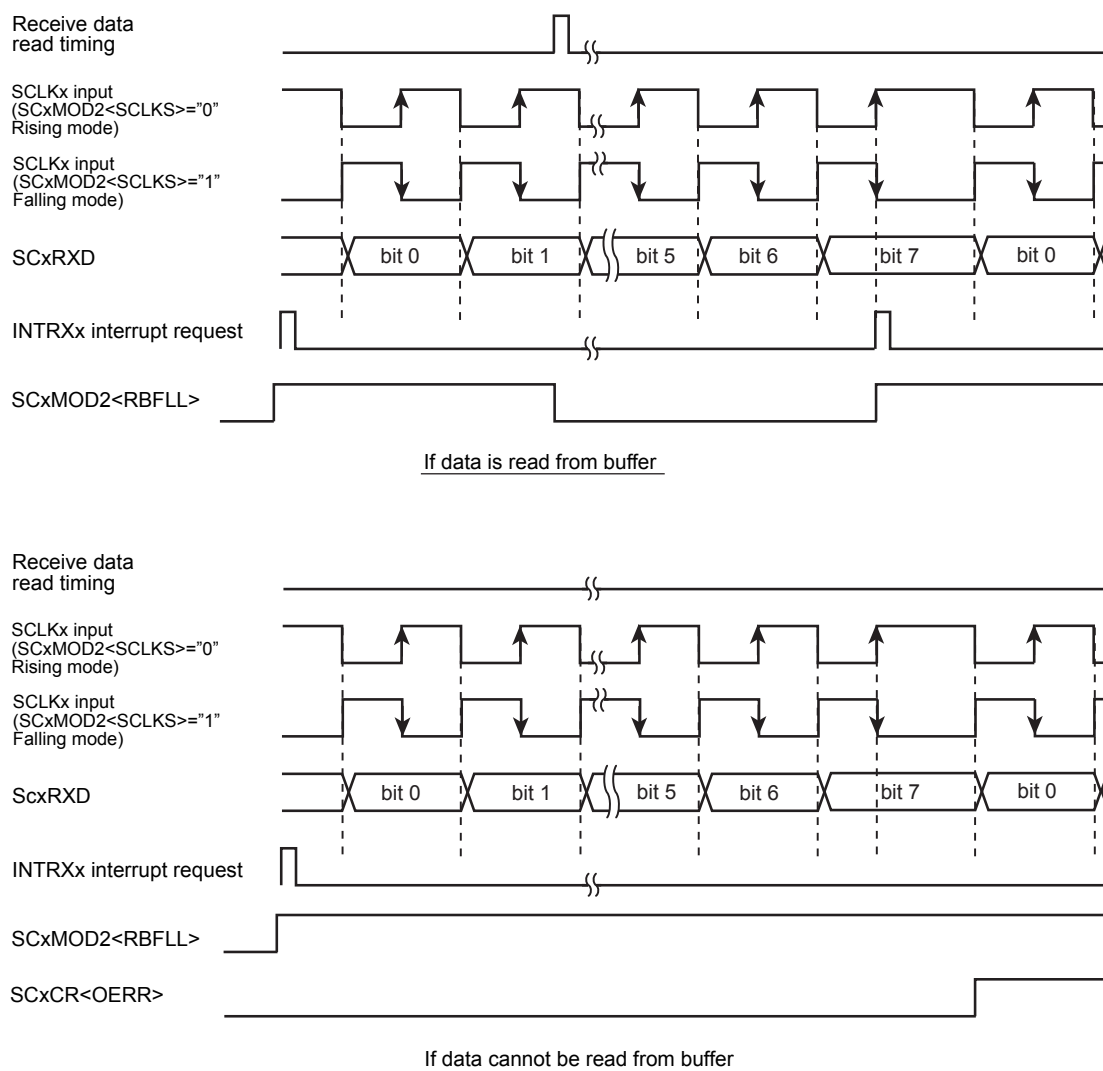 Receive data
read timing
SCLKx input
(SCxMOD2<SCLKS>=”0”
Rising mode)
SCLKx input
(SCxMOD2<SCLKS>=”1”
Falling mode)
SCxRXD
bit 0 bit 1 bit 5 bit 6 bit 7 bit 0
INTRXx interrupt request
SCxMOD2<RBFLL>
If data is read from buffer
Receive data
read timing
SCLKx input
(SCxMOD2<SCLKS>=”0”
Rising mode)
SCLKx input
(SCxMOD2<SCLKS>=”1”
Falling mode)
ScxRXD
bit 0 bit 1 bit 5 bit 6 bit 7 bit 0
INTRXx interrupt request
SCxMOD2<RBFLL>
SCxCR<OERR>
If data cannot be read from buffer